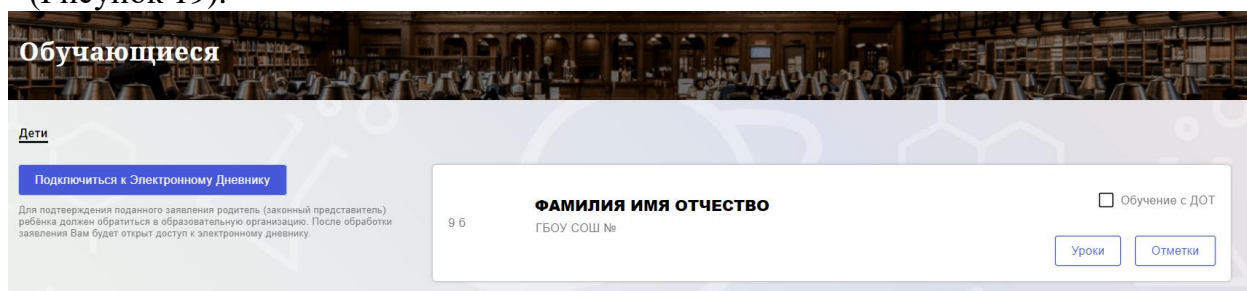 (Рисунок 19).
Обучающиеся
Дети
Подключиться к Электронному Дневнику
Для подтверждения поданного заявления родитель (законный представитель)
ребёнка должен обратиться в образовательную организацию. После обработки
заявления Вам будет открыт доступ к электронному дневнику.
9 б
ФАМИЛИЯ ИМЯ ОТЧЕСТВО
ГБОУ СОШ №
Обучение с ДОТ
Уроки
Отметки